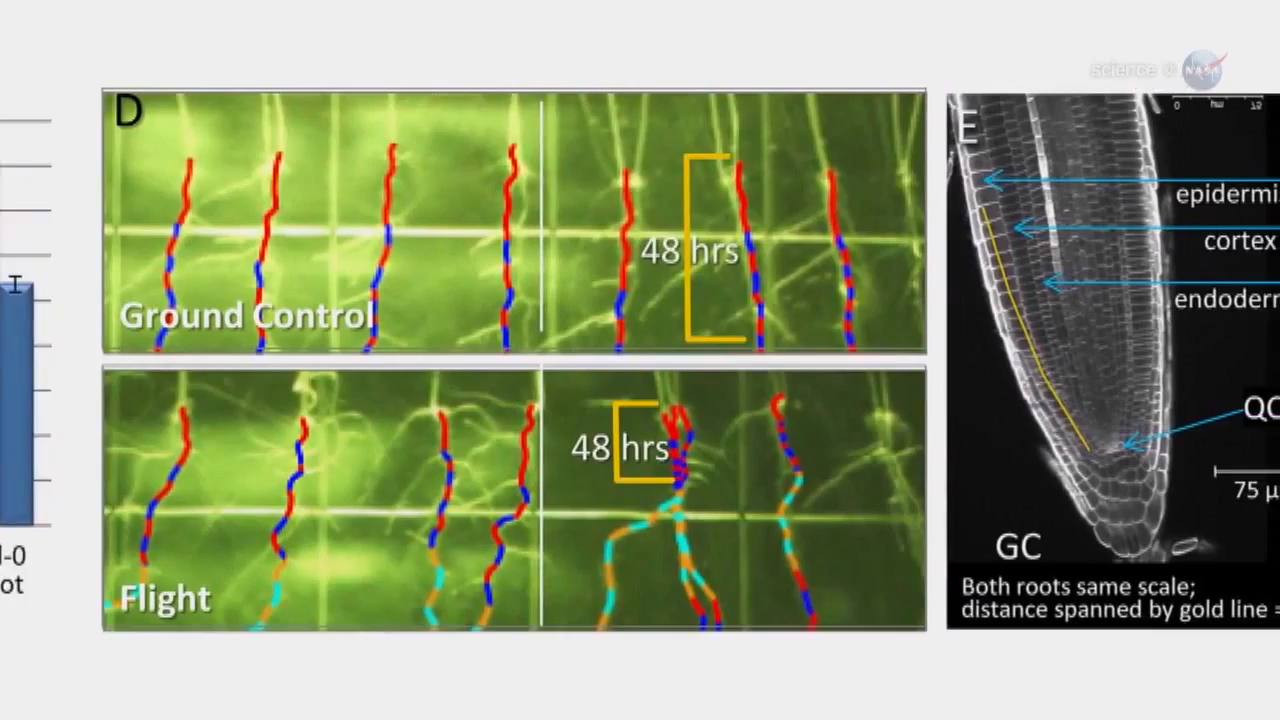 science @ NASA
D
48 hrs
Ground Control
48 hrs
Flight
E
epidermi
cortex
endoderm
QC
75 µ
GC
Both roots same scale;
distance spanned by gold line =
-0
ot